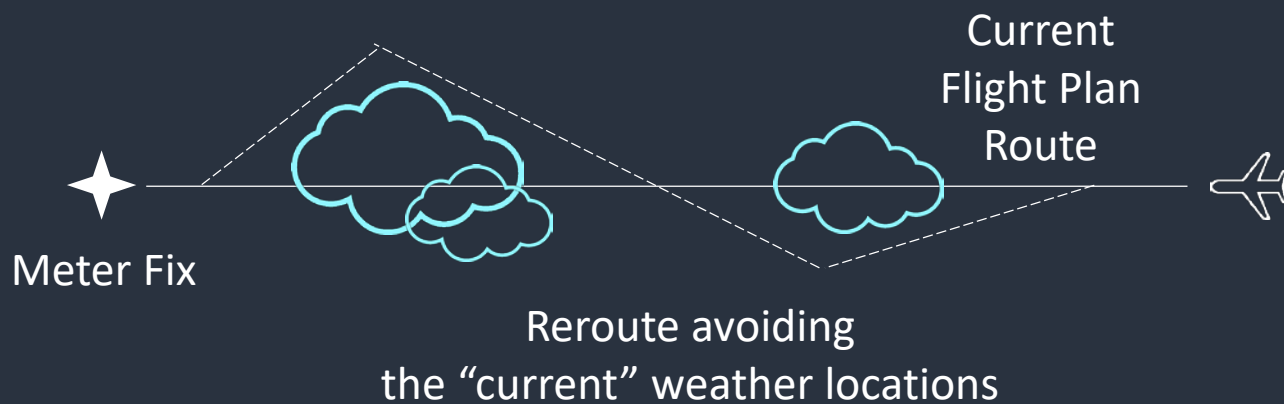 Current
Flight Plan
Route
Meter Fix
Reroute avoiding
the “current” weather locations